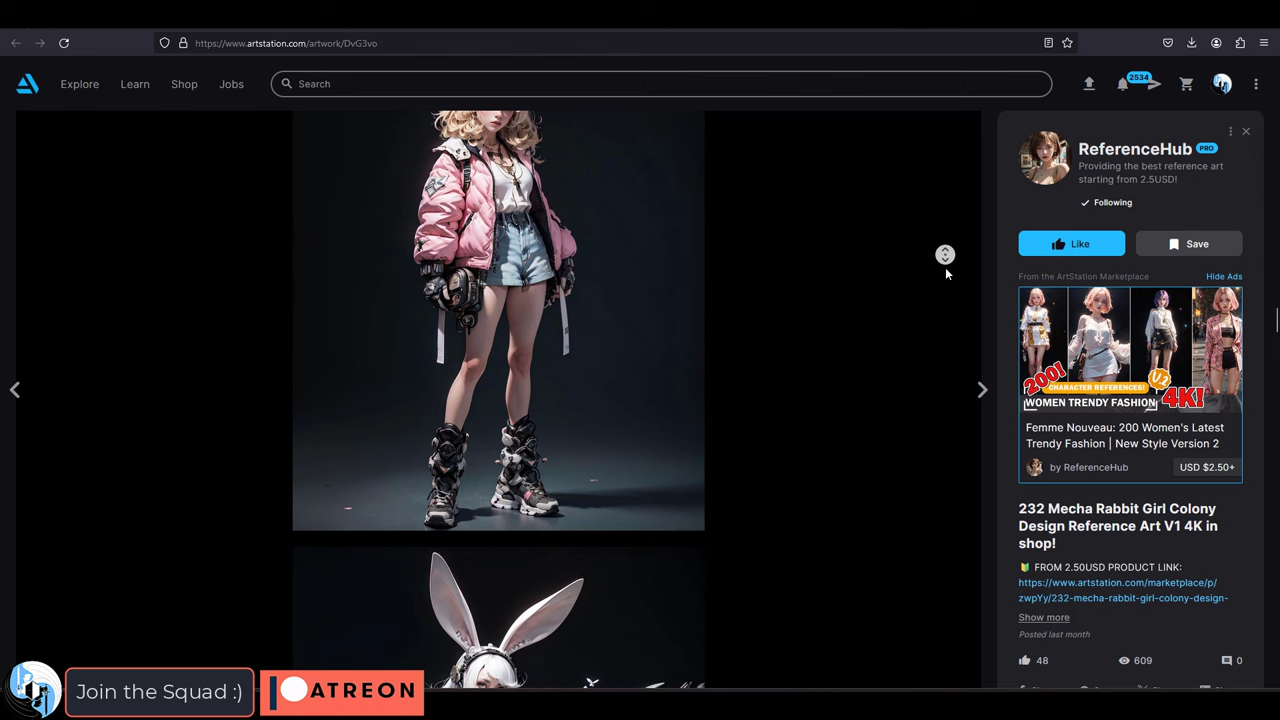 https://www.artstation.com/artwork/DvG3vo
Explore
Learn
Shop
Jobs
Search
2534
ReferenceHub PRO
Providing the best reference art
starting from 2.5USD!
Following
Like
Save
From the ArtStation Marketplace
Hide Ads
200!
CHARACTER REFERENCES!
V.2
WOMEN TRENDY FASHION
4K!
Femme Nouveau: 200 Women's Latest
Trendy Fashion | New Style Version 2
by ReferenceHub
USD $2.50+
232 Mecha Rabbit Girl Colony
Design Reference Art V1 4K in
shop!
FROM 2.50USD PRODUCT LINK:
https://www.artstation.com/marketplace/p/
zwpYy/232-mecha-rabbit-girl-colony-design-
Show more
Posted last month
48
609
0
Join the Squad :)
PATREON